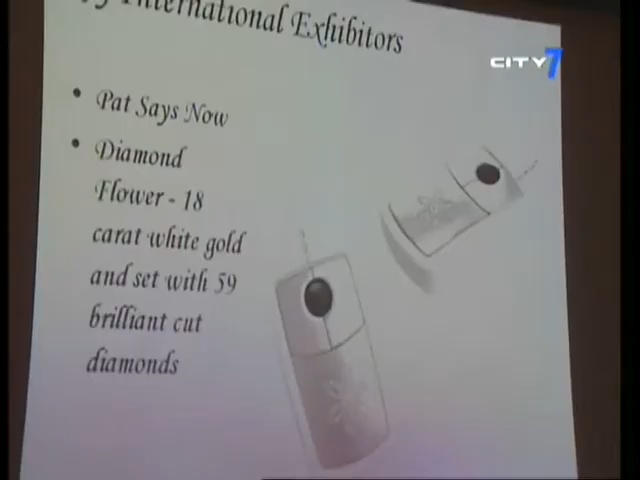 International Exhibitors
CITY7
• Pat Says Now
• Diamond
Flower - 18
carat white gold
and set with 59
brilliant cut
diamonds